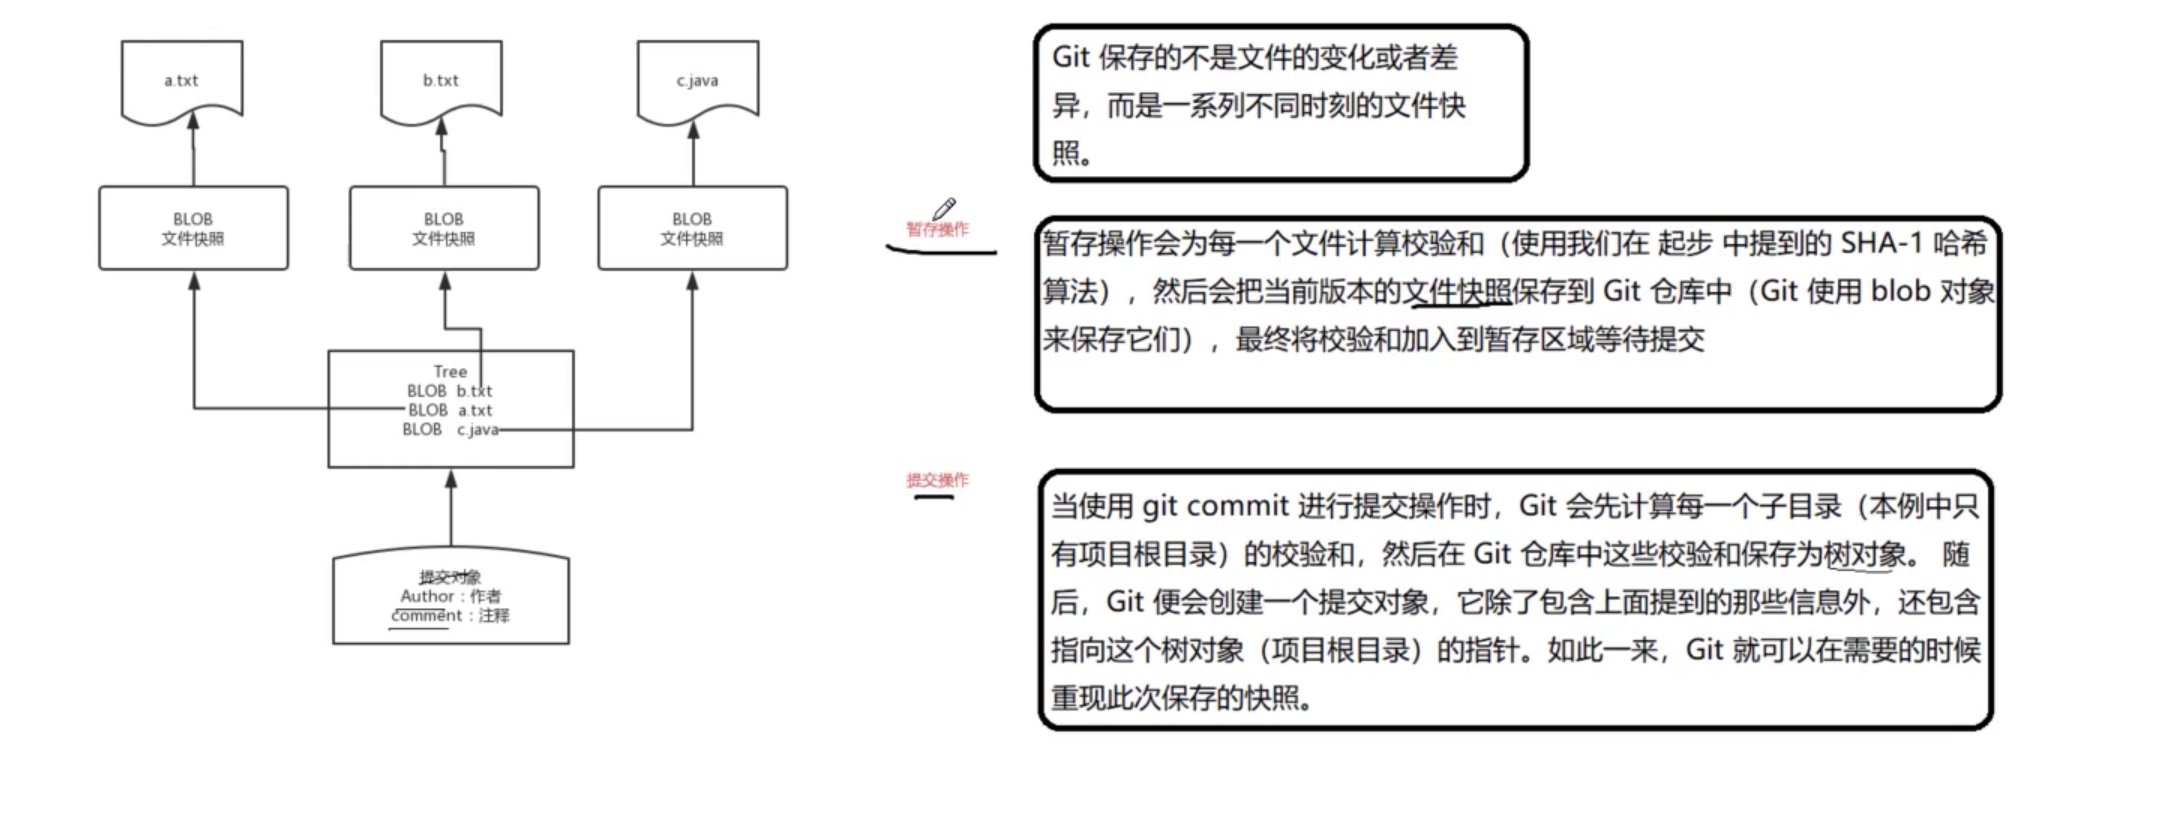 a.txt
b.txt
c.java
BLOB
文件快照
BLOB
文件快照
BLOB
文件快照
Tree
BLOB b.txt
BLOB a.txt
BLOB c.java
提交对象
Author：作者
comment：注释
Git 保存的不是文件的变化或者差
异，而是一系列不同时刻的文件快
照。
暂存操作
暂存操作会为每一个文件计算校验和（使用我们在 起步 中提到的 SHA-1 哈希
算法），然后会把当前版本的文件快照保存到 Git 仓库中（Git 使用 blob 对象
来保存它们），最终将校验和加入到暂存区域等待提交
提交操作
当使用 git commit 进行提交操作时，Git 会先计算每一个子目录（本例中只
有项目根目录）的校验和，然后在 Git 仓库中这些校验和保存为树对象。 随
后，Git 便会创建一个提交对象，它除了包含上面提到的那些信息外，还包含
指向这个树对象（项目根目录）的指针。如此一来，Git 就可以在需要的时候
重现此次保存的快照。